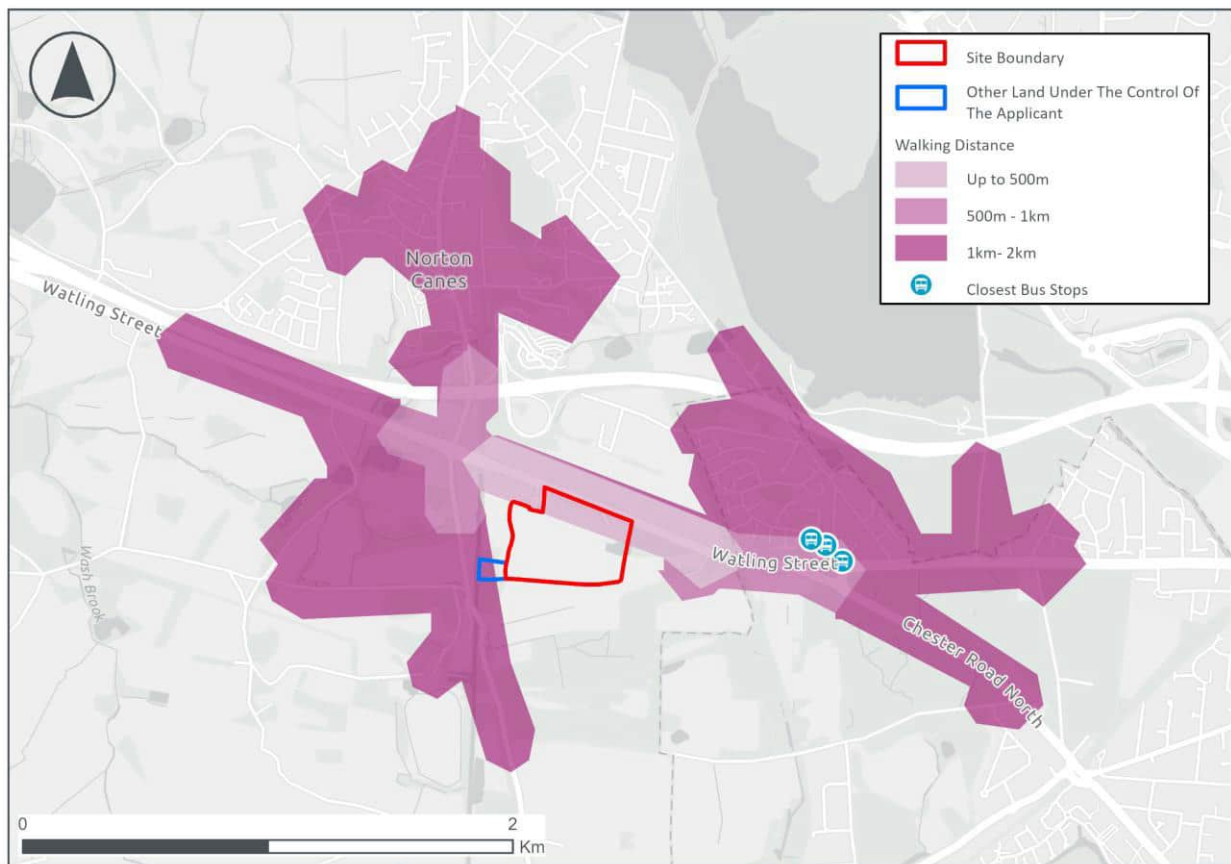 Site Boundary
Other Land Under The Control Of
The Applicant
Walking Distance
Up to 500m
500m - 1km
1km- 2km
Closest Bus Stops
Norton
Canes
Watling Street
Wash Brook
Watling Street
Chester Road North
0
2
Km